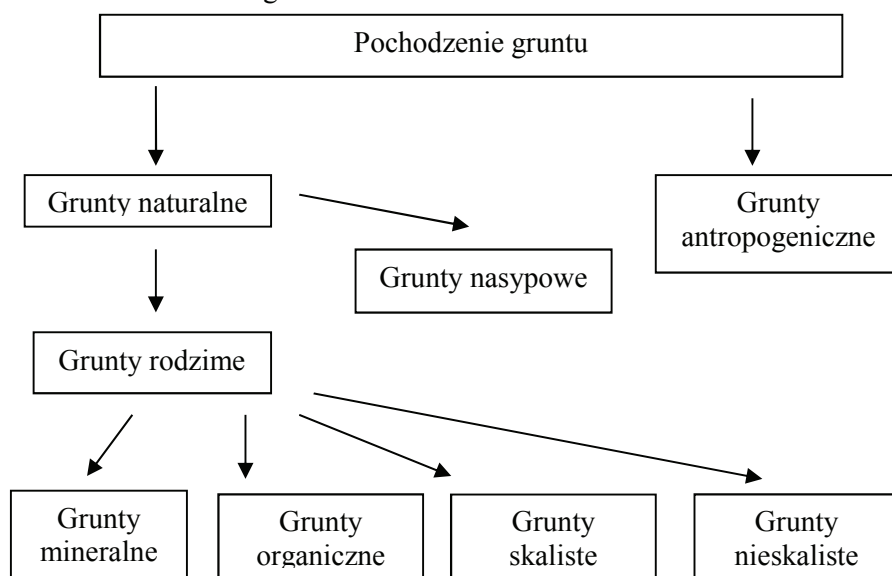 Pochodzenie gruntu
Grunty naturalne
Grunty
antropogeniczne
Grunty nasypowe
Grunty rodzime
Grunty
mineralne
Grunty
organiczne
Grunty
skaliste
Grunty
nieskaliste